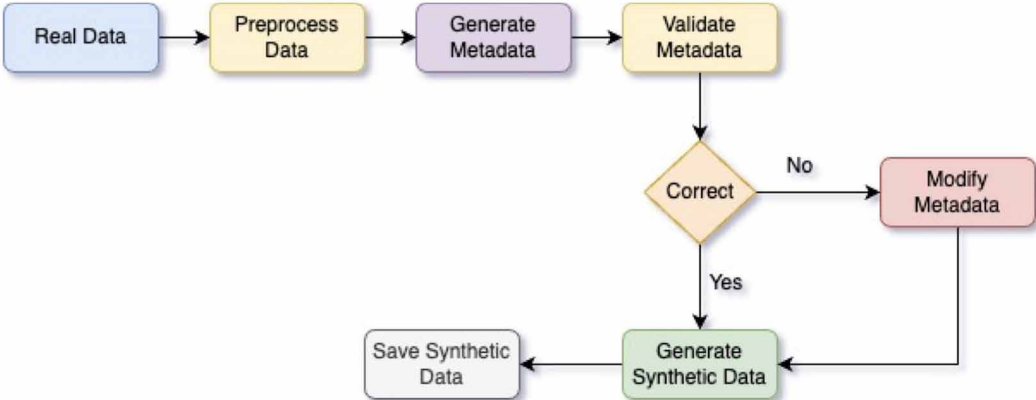 Real Data
Preprocess
Data
Generate
Metadata
Validate
Metadata
Correct
No
Modify
Metadata
Yes
Generate
Synthetic Data
Save Synthetic
Data